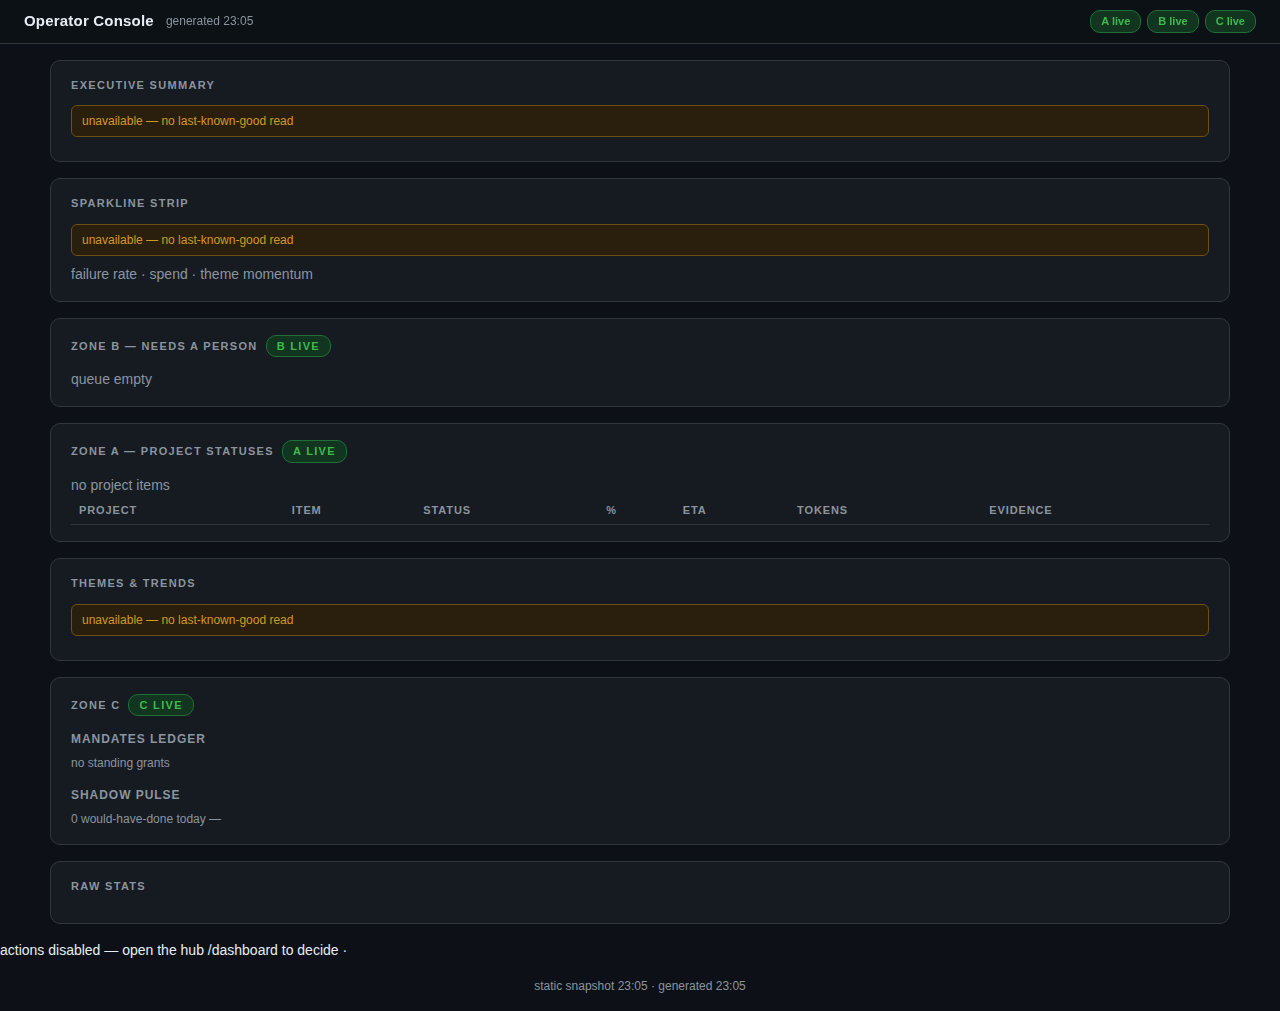 Operator Console generated 23:05 A live B live C live
EXECUTIVE SUMMARY
unavailable — no last-known-good read
SPARKLINE STRIP
unavailable — no last-known-good read
failure rate · spend · theme momentum
ZONE B — NEEDS A PERSON B LIVE
queue empty
ZONE A — PROJECT STATUSES A LIVE
no project items
PROJECT ITEM STATUS % ETA TOKENS EVIDENCE
THEMES & TRENDS
unavailable — no last-known-good read
ZONE C C LIVE
MANDATES LEDGER
no standing grants
SHADOW PULSE
0 would-have-done today —
RAW STATS
actions disabled — open the hub /dashboard to decide ·
static snapshot 23:05 · generated 23:05